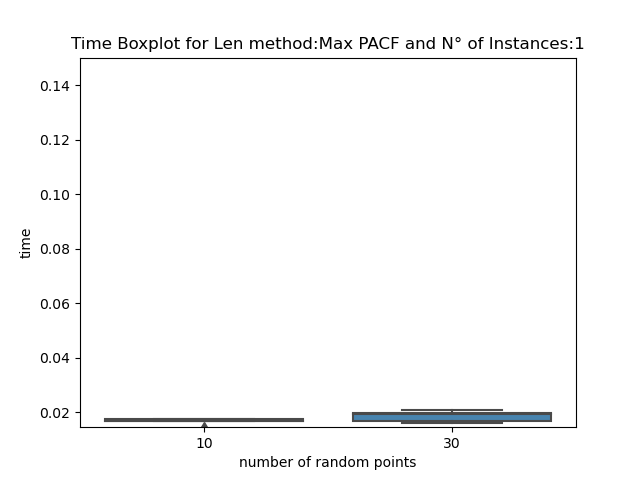 Time Boxplot for Len method:Max PACF and N° of Instances:1
0.14
0.12
0.10
0.08
0.06
0.04
0.02
time
10 30
number of random points